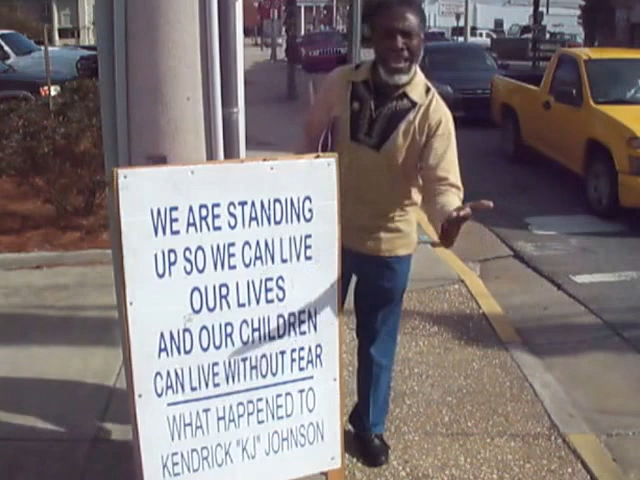 WE ARE STANDING
UP SO WE CAN LIVE
OUR LIVES
AND OUR CHILDREN
CAN LIVE WITHOUT FEAR
WHAT HAPPENED TO
KENDRICK "KJ" JOHNSON